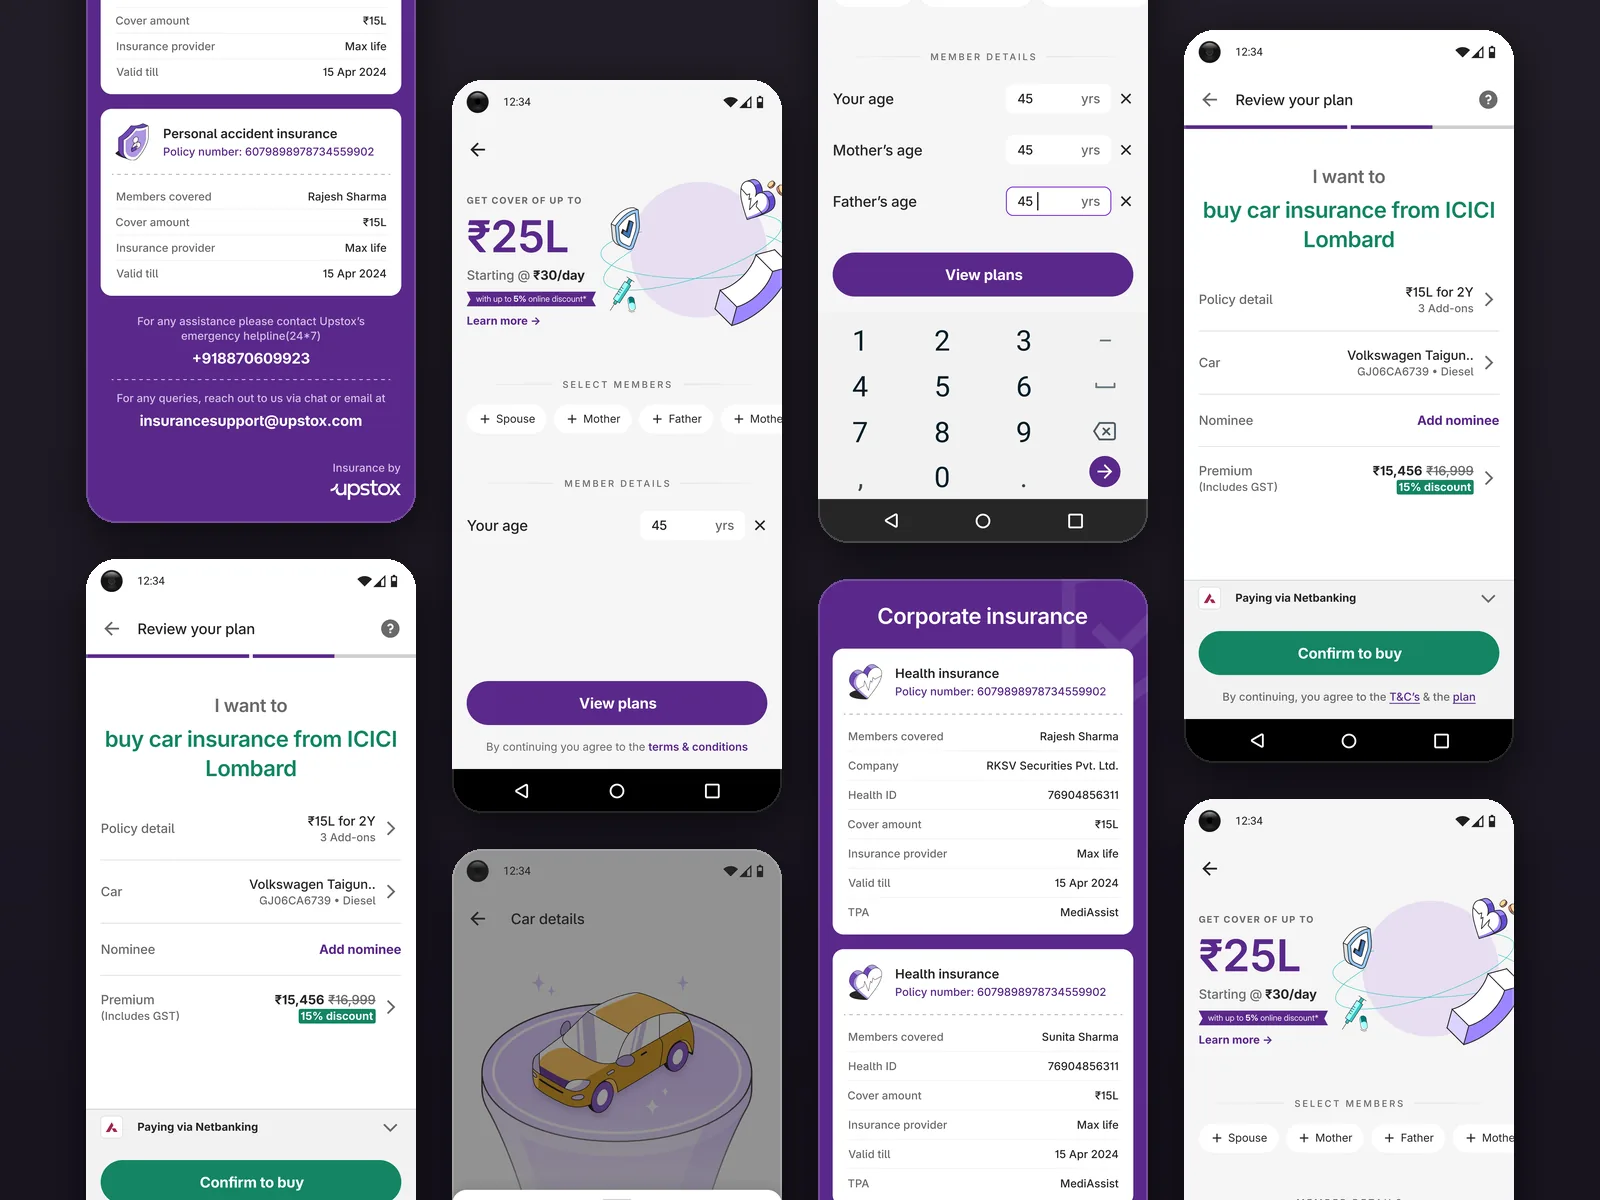 Cover amount ₹15L
Insurance provider Max life
Valid till 15 Apr 2024
Personal accident insurance
Policy number: 6079898978734559902
Members covered Rajesh Sharma
Cover amount ₹15L
Insurance provider Max life
Valid till 15 Apr 2024
For any assistance please contact Upstox's
emergency helpline(24*7)
+918870609923
For any queries, reach out to us via chat or email at
insurancesupport@upstox.com
Insurance by
upstox
12:34
Review your plan ?
I want to
buy car insurance from ICICI
Lombard
Policy detail ₹15L for 2Y
3 Add-ons
Car Volkswagen Taigun..
GJ06CA6739 • Diesel
Nominee Add nominee
Premium ₹15,456 ₹16,999
(Includes GST) 15% discount
Paying via Netbanking
Confirm to buy
12:34
GET COVER OF UP TO
₹25L
Starting @ ₹30/day
with up to 5% online discount*
Learn more →
SELECT MEMBERS
+ Spouse + Mother + Father + Mothe
MEMBER DETAILS
Your age 45 yrs ✕
View plans
By continuing you agree to the terms & conditions
12:34
Car details
MEMBER DETAILS
Your age 45 yrs ✕
Mother's age 45 yrs ✕
Father's age 45 yrs ✕
View plans
1 2 3 –
4 5 6
7 8 9
, 0 .
Corporate insurance
Health insurance
Policy number: 6079898978734559902
Members covered Rajesh Sharma
Company RKSV Securities Pvt. Ltd.
Health ID 76904856311
Cover amount ₹15L
Insurance provider Max life
Valid till 15 Apr 2024
TPA MediAssist
Health insurance
Policy number: 6079898978734559902
Members covered Sunita Sharma
Health ID 76904856311
Cover amount ₹15L
Insurance provider Max life
Valid till 15 Apr 2024
TPA MediAssist
12:34
Review your plan ?
I want to
buy car insurance from ICICI
Lombard
Policy detail ₹15L for 2Y
3 Add-ons
Car Volkswagen Taigun..
GJ06CA6739 • Diesel
Nominee Add nominee
Premium ₹15,456 ₹16,999
(Includes GST) 15% discount
Paying via Netbanking
Confirm to buy
By continuing, you agree to the T&C's & the plan
12:34
GET COVER OF UP TO
₹25L
Starting @ ₹30/day
with up to 5% online discount*
Learn more →
SELECT MEMBERS
+ Spouse + Mother + Father + Mothe